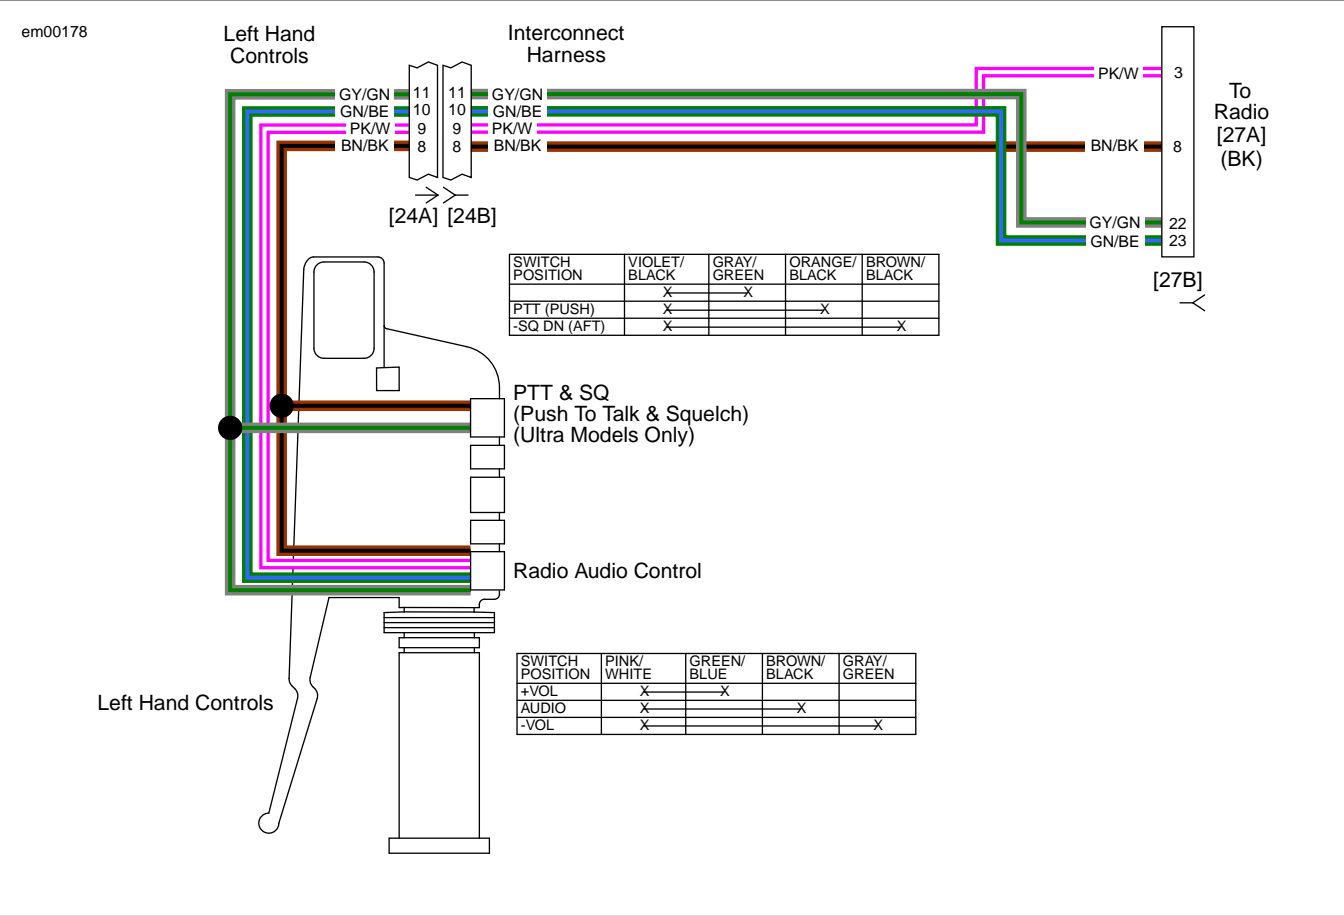 em00178
Left Hand
Controls
Interconnect
Harness
PK/W 3
GY/GN 11 11 GY/GN
GN/BE 10 10 GN/BE
PK/W 9 9 PK/W
BN/BK 8 8 BN/BK
BN/BK 8
To
Radio
[27A]
(BK)
[24A] [24B]
GY/GN 22
GN/BE 23
[27B]
SWITCH POSITION VIOLET/ BLACK GRAY/ GREEN ORANGE/ BLACK BROWN/ BLACK
X X
PTT (PUSH) X X
-SQ DN (AFT) X X
PTT & SQ
(Push To Talk & Squelch)
(Ultra Models Only)
Radio Audio Control
SWITCH POSITION PINK/ WHITE GREEN/ BLUE BROWN/ BLACK GRAY/ GREEN
+VOL X X
AUDIO X X
-VOL X X
Left Hand Controls